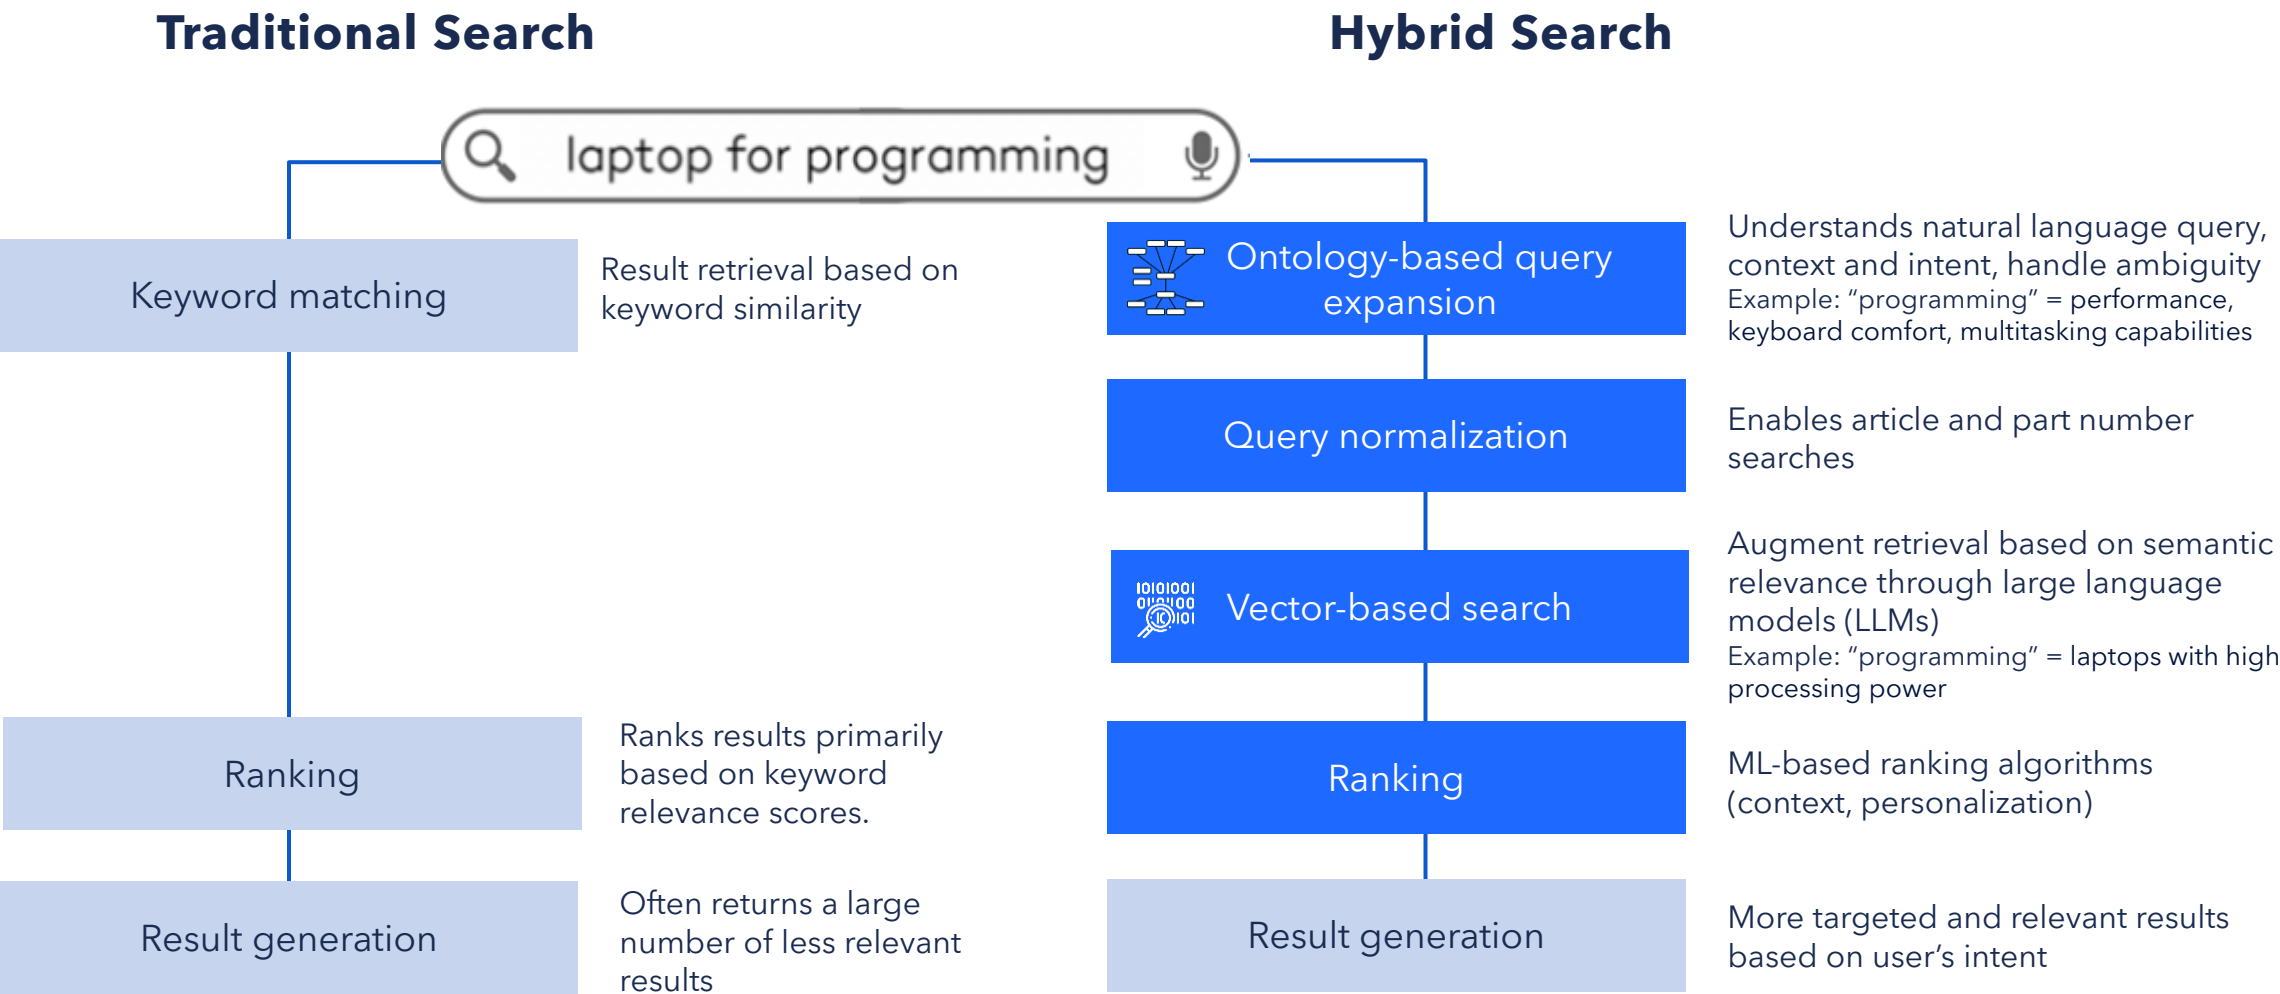 Traditional Search
Hybrid Search
laptop for programming
Keyword matching
Result retrieval based on
keyword similarity
Ranking
Ranks results primarily
based on keyword
relevance scores.
Result generation
Often returns a large
number of less relevant
results
Ontology-based query
expansion
Understands natural language query,
context and intent, handle ambiguity
Example: “programming” = performance,
keyboard comfort, multitasking capabilities
Query normalization
Enables article and part number
searches
Vector-based search
Augment retrieval based on semantic
relevance through large language
models (LLMs)
Example: “programming” = laptops with high
processing power
Ranking
ML-based ranking algorithms
(context, personalization)
Result generation
More targeted and relevant results
based on user’s intent